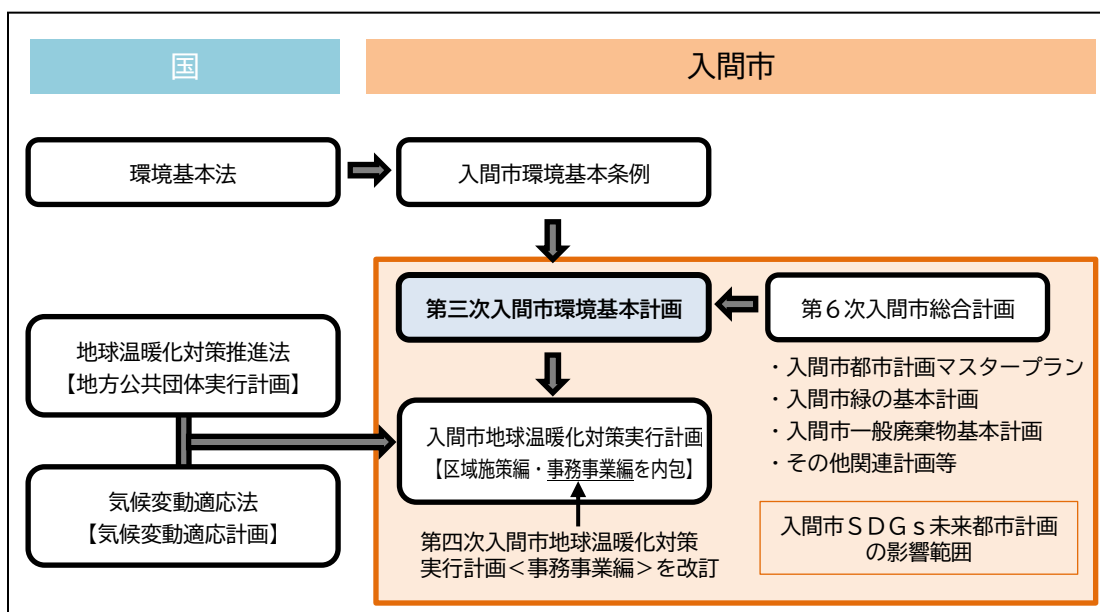 国
入間市
環境基本法
入間市環境基本条例
第三次入間市環境基本計画
第６次入間市総合計画
地球温暖化対策推進法
【地方公共団体実行計画】
・入間市都市計画マスタープラン
・入間市緑の基本計画
・入間市一般廃棄物基本計画
・その他関連計画等
入間市地球温暖化対策実行計画
【区域施策編・事務事業編を内包】
気候変動適応法
【気候変動適応計画】
第四次入間市地球温暖化対策
実行計画＜事務事業編＞を改訂
入間市ＳＤＧｓ未来都市計画
の影響範囲